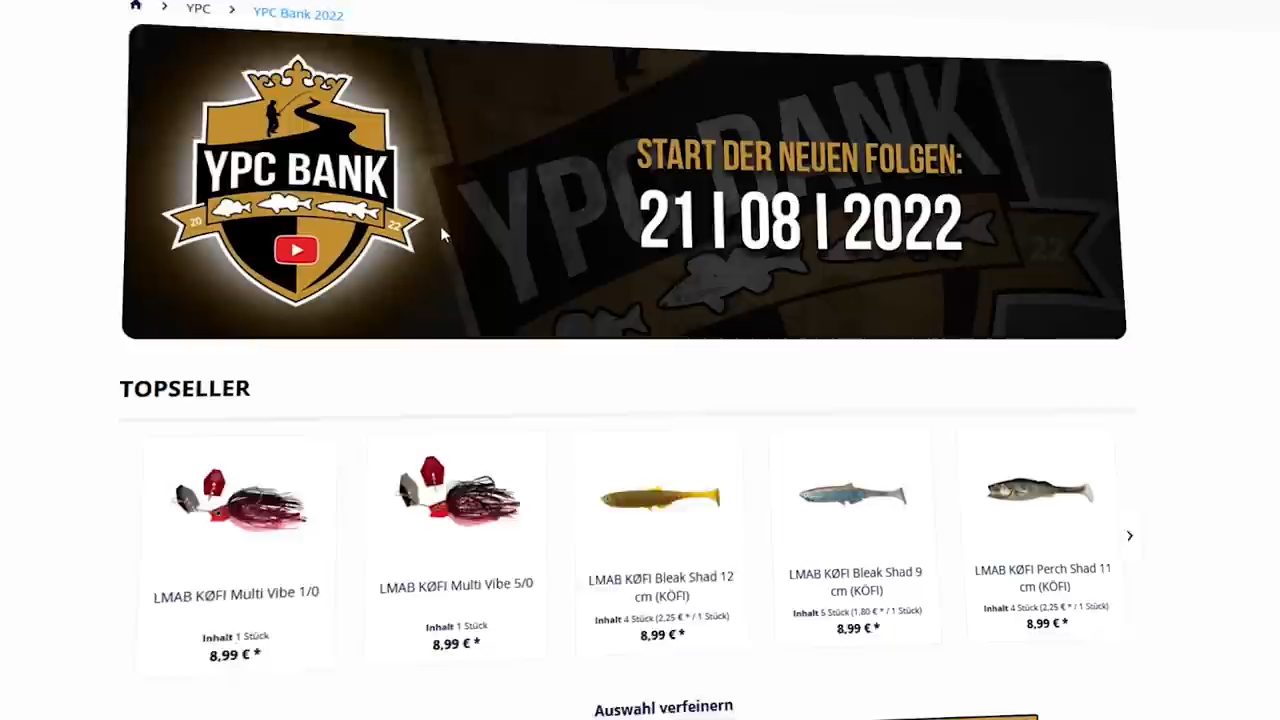 YPC
YPC Bank 2022
YPC BANK
20
22
START DER NEUEN FOLGEN:
21 | 08 | 2022
YPC BANK
22
TOPSELLER
LMAB KØFI Multi Vibe 1/0
Inhalt 1 Stück
8,99 € *
LMAB KØFI Multi Vibe 5/0
Inhalt 1 Stück
8,99 € *
LMAB KØFI Bleak Shad 12
cm (KÖFI)
Inhalt 4 Stück (2,25 € * / 1 Stück)
8,99 € *
LMAB KØFI Bleak Shad 9
cm (KÖFI)
Inhalt 5 Stück (1,80 € * / 1 Stück)
8,99 € *
LMAB KØFI Perch Shad 11
cm (KÖFI)
Inhalt 4 Stück (2,25 € * / 1 Stück)
8,99 € *
Auswahl verfeinern